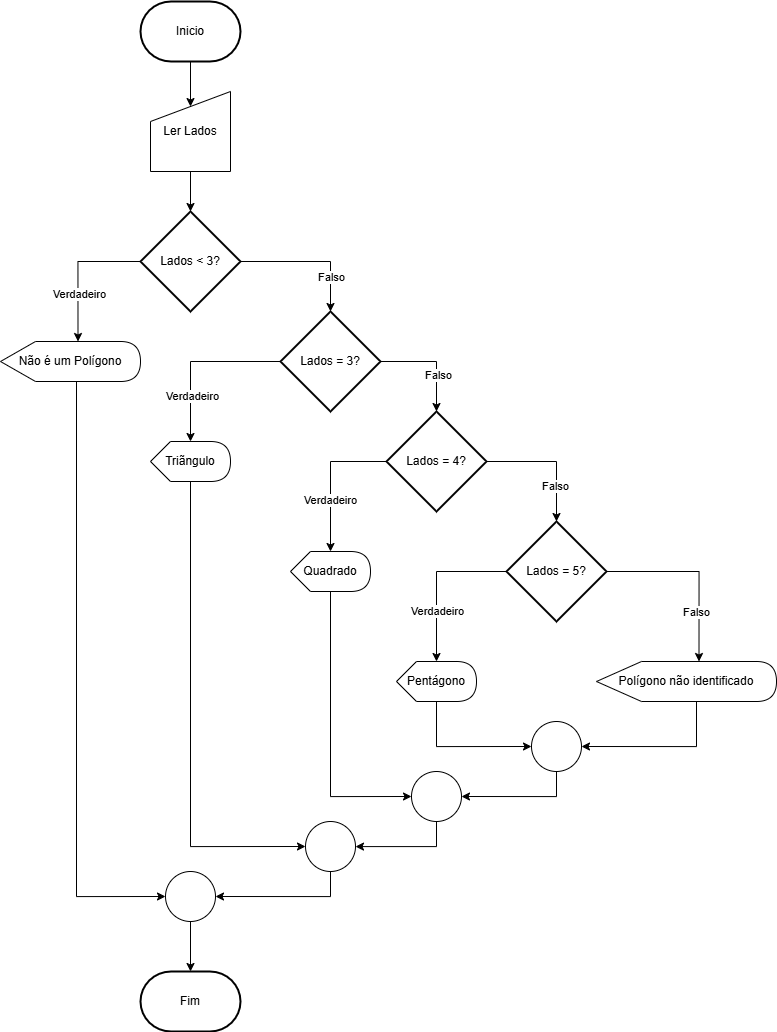 Inicio
Ler Lados
Lados < 3?
Verdadeiro
Falso
Não é um Polígono
Lados = 3?
Verdadeiro
Falso
Triãngulo
Lados = 4?
Verdadeiro
Falso
Quadrado
Lados = 5?
Verdadeiro
Falso
Pentágono
Polígono não identificado
Fim